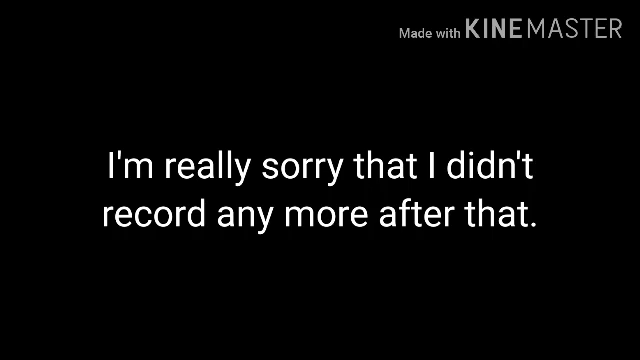 Made with KINEMASTER
I'm really sorry that I didn't
record any more after that.